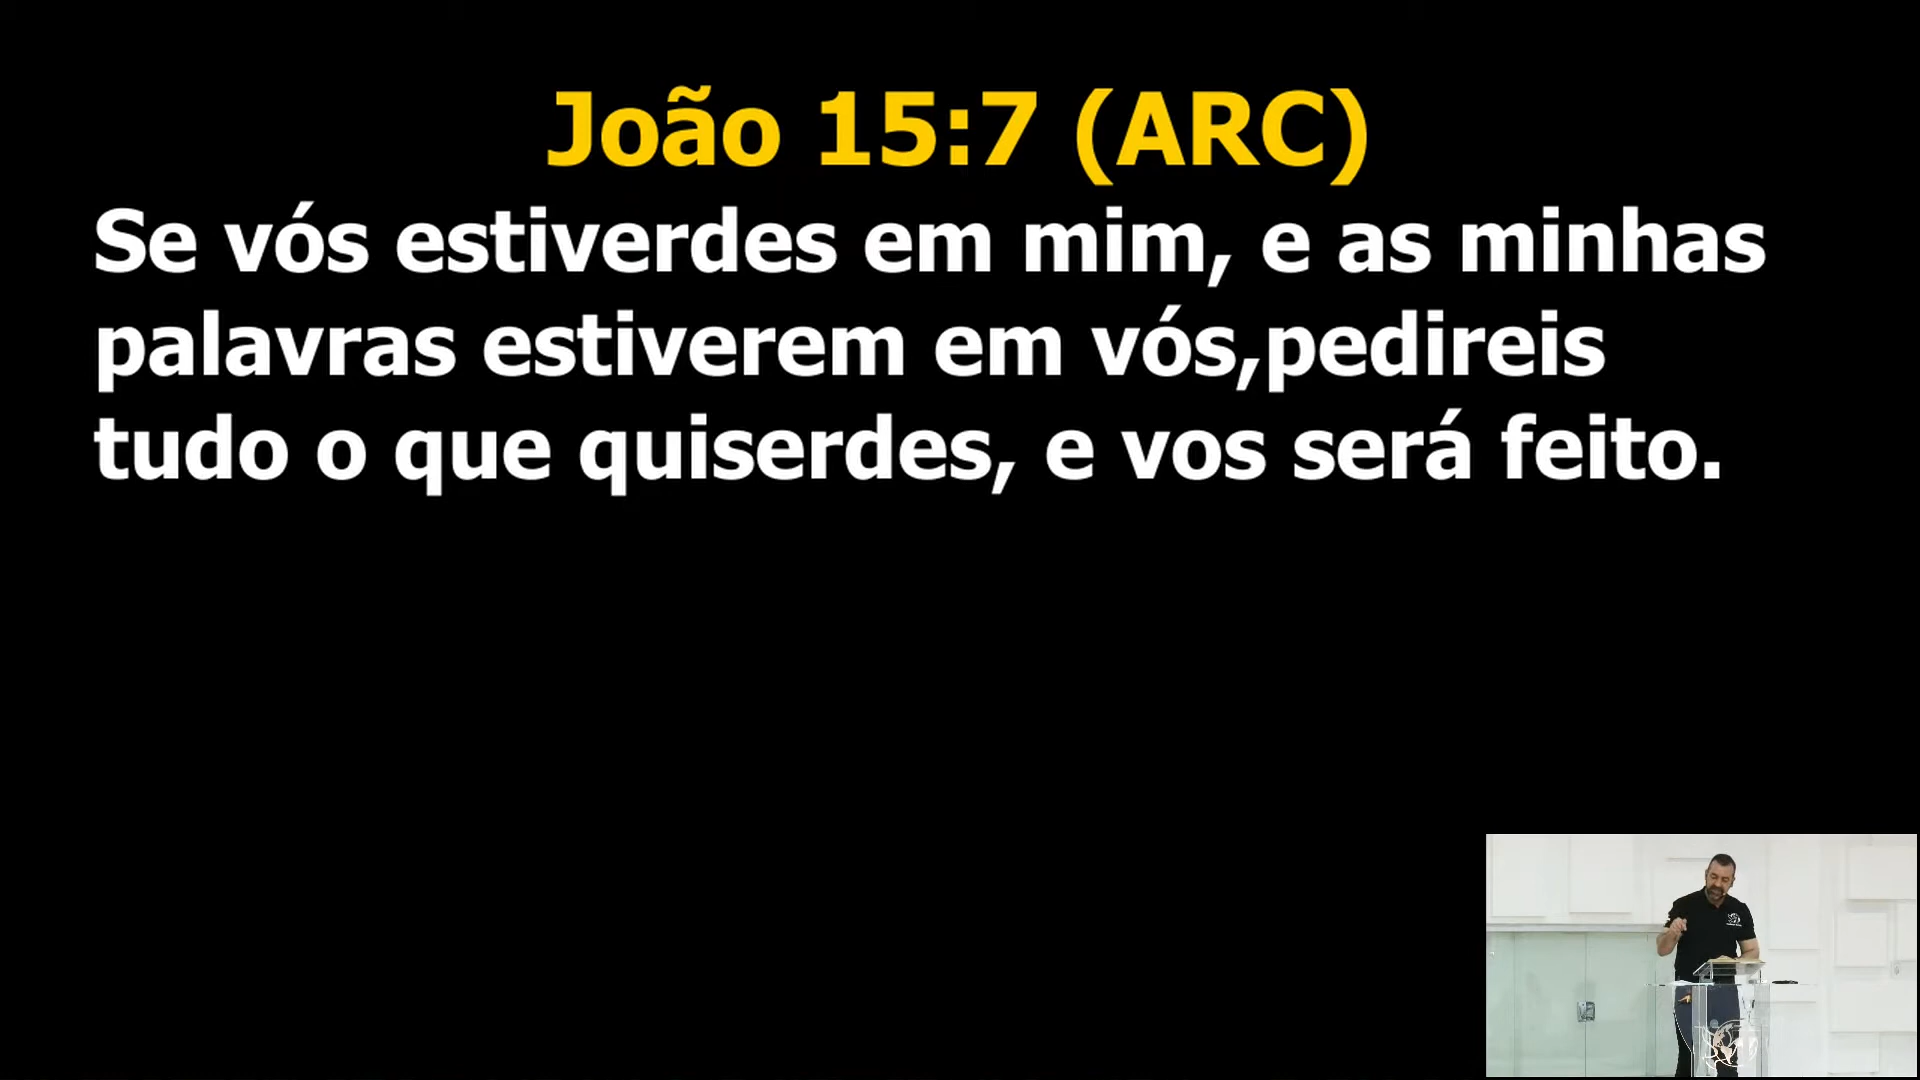 João 15:7 (ARC)
Se vós estiverdes em mim, e as minhas
palavras estiverem em vós,pedireis
tudo o que quiserdes, e vos será feito.